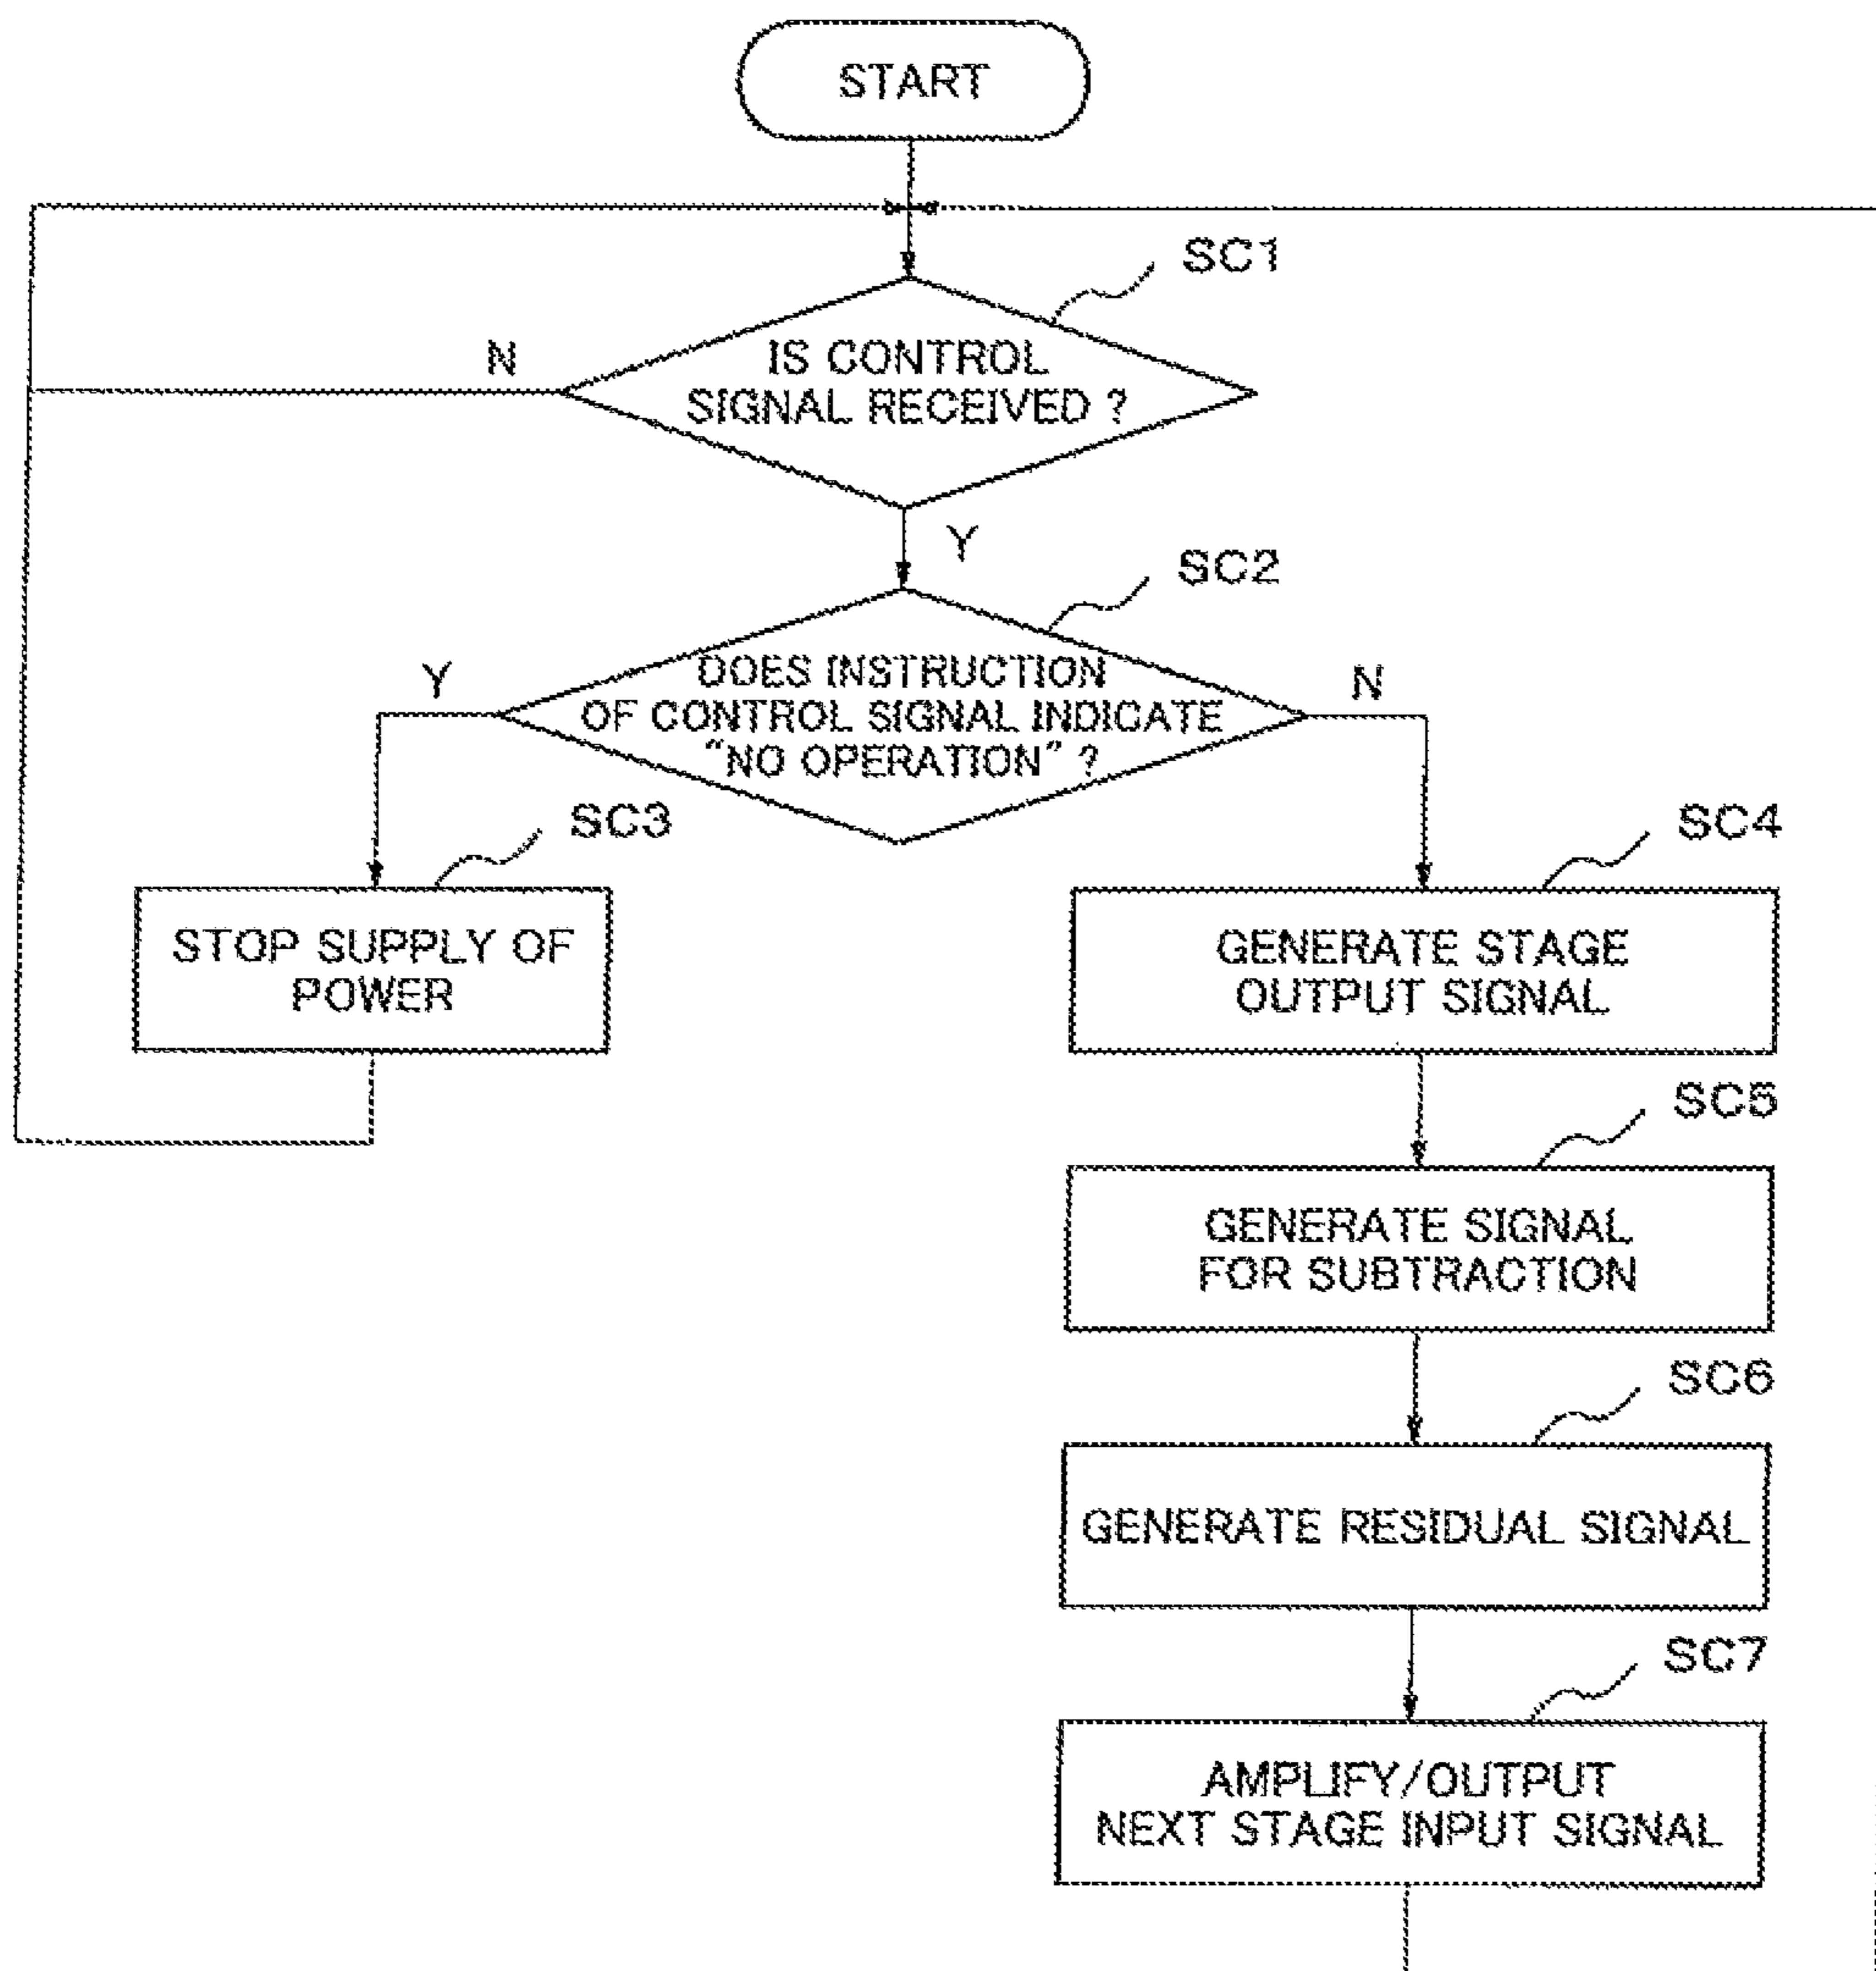 START
SC1
N
IS CONTROL
SIGNAL RECEIVED ?
Y
SC2
Y
DOES INSTRUCTION
OF CONTROL SIGNAL INDICATE
"NO OPERATION" ?
N
SC3
STOP SUPPLY OF
POWER
SC4
GENERATE STAGE
OUTPUT SIGNAL
SC5
GENERATE SIGNAL
FOR SUBTRACTION
SC6
GENERATE RESIDUAL SIGNAL
SC7
AMPLIFY/OUTPUT
NEXT STAGE INPUT SIGNAL